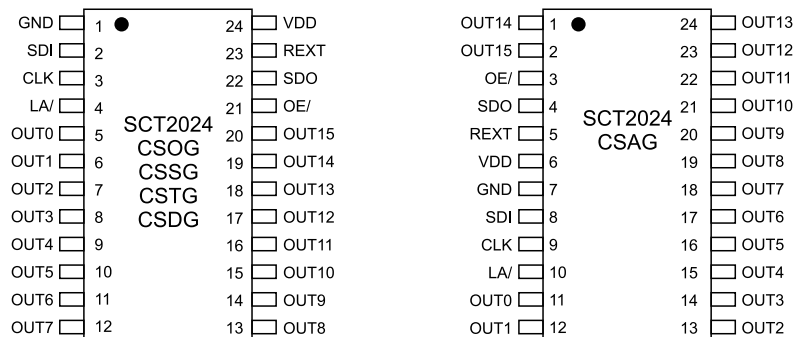 GND 1 24 VDD
SDI 2 23 REXT
CLK 3 22 SDO
LA/ 4 21 OE/
OUT0 5 20 OUT15
OUT1 6 19 OUT14
OUT2 7 18 OUT13
OUT3 8 17 OUT12
OUT4 9 16 OUT11
OUT5 10 15 OUT10
OUT6 11 14 OUT9
OUT7 12 13 OUT8
SCT2024
CSOG
CSSG
CSTG
CSDG
OUT14 1 24 OUT13
OUT15 2 23 OUT12
OE/ 3 22 OUT11
SDO 4 21 OUT10
REXT 5 20 OUT9
VDD 6 19 OUT8
GND 7 18 OUT7
SDI 8 17 OUT6
CLK 9 16 OUT5
LA/ 10 15 OUT4
OUT0 11 14 OUT3
OUT1 12 13 OUT2
SCT2024
CSAG